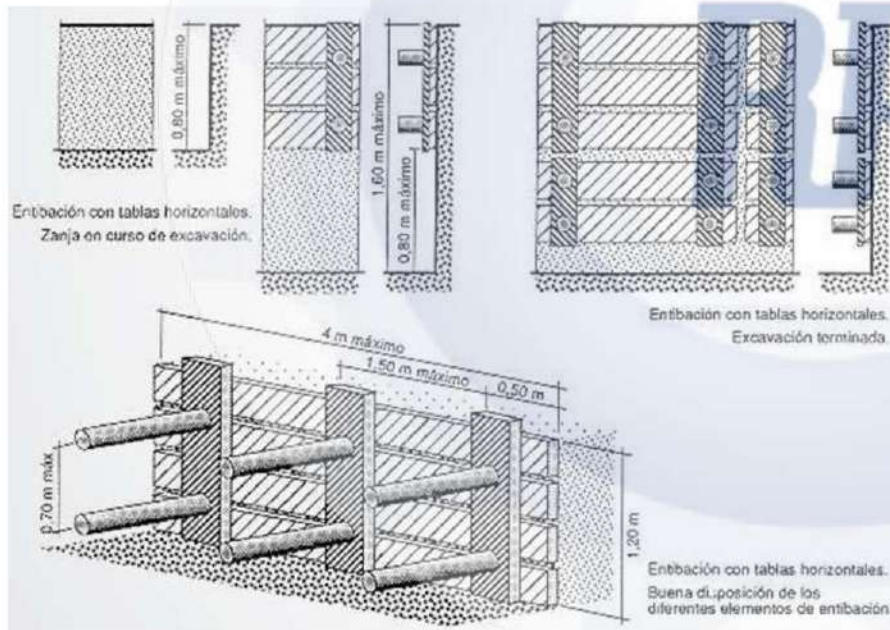 0,80 m máximo
1,60 m máximo
0,80 m máximo
Entibación con tablas horizontales.
Zanja en curso de excavación.
Entibación con tablas horizontales.
Excavación terminada.
4 m máximo
1,50 m máximo
0,50 m
0,70 m máx
1,20 m
Entibación con tablas horizontales.
Buena disposición de los
diferentes elementos de entibación